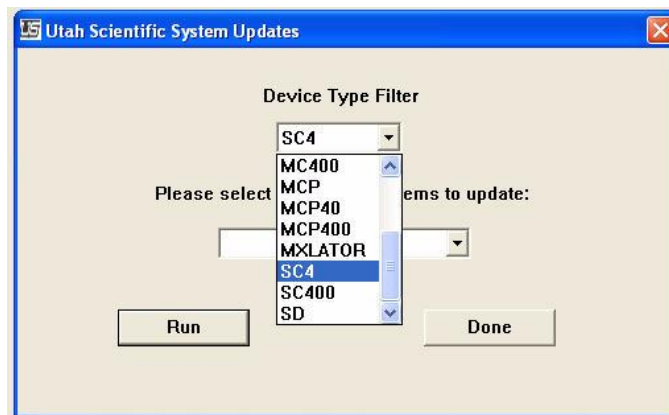 US Utah Scientific System Updates
Device Type Filter
SC4
MC400
MCP
Please select ems to update:
MCP40
MCP400
MXLATOR
SC4
SC400
SD
Run
Done